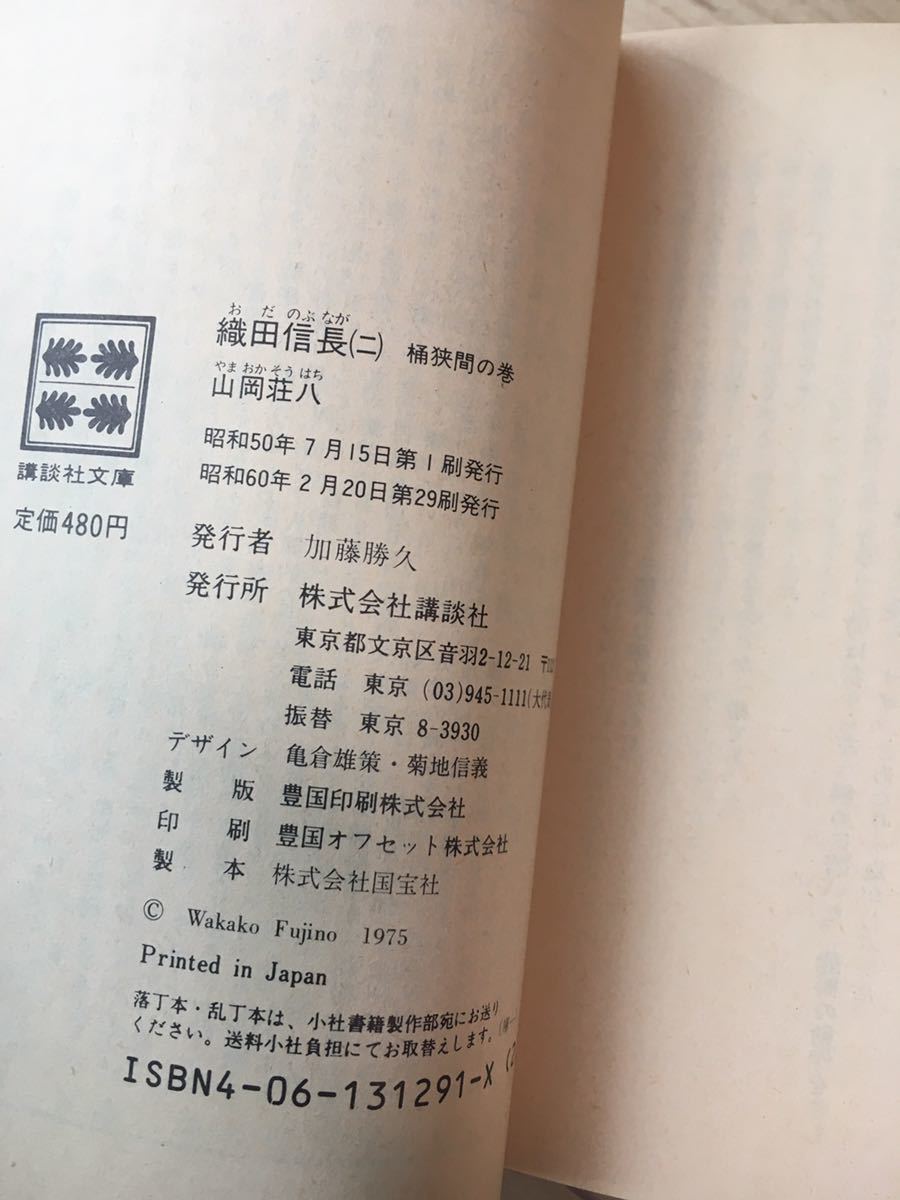 おだのぶなが
織田信長(二) 桶狭間の巻
やまおかそうはち
山岡荘八
昭和50年7月15日第1刷発行
昭和60年2月20日第29刷発行
講談社文庫
定価480円
発行者 加藤勝久
発行所 株式会社講談社
東京都文京区音羽2-12-21 〒
電話 東京 (03)945-1111(大代表
振替 東京 8-3930
デザイン 亀倉雄策・菊地信義
製版 豊国印刷株式会社
印刷 豊国オフセット株式会社
製本 株式会社国宝社
© Wakako Fujino 1975
Printed in Japan
落丁本・乱丁本は、小社書籍製作部宛にお送り
ください。送料小社負担にてお取替えします。
ISBN4-06-131291-X (2